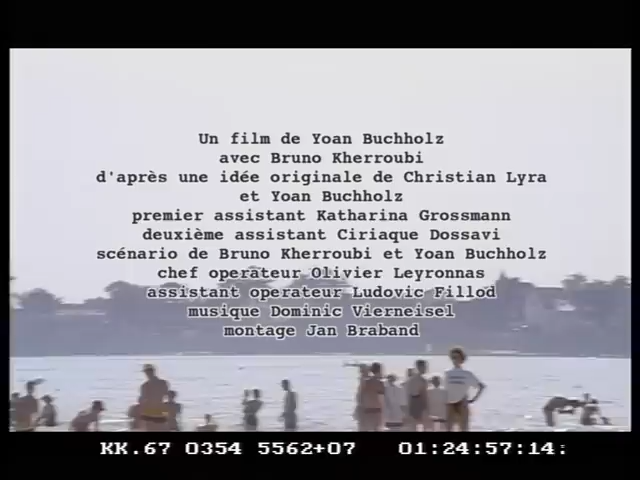 Un film de Yoan Buchholz
avec Bruno Kherroubi
d'après une idée originale de Christian Lyra
et Yoan Buchholz
premier assistant Katharina Grossmann
deuxième assistant Ciriaque Dossavi
scénario de Bruno Kherroubi et Yoan Buchholz
chef operateur Olivier Leyronnas
assistant operateur Ludovic Fillod
musique Dominic Vierneisel
montage Jan Braband
KK.67 0354 5562+07 01:24:57:14: